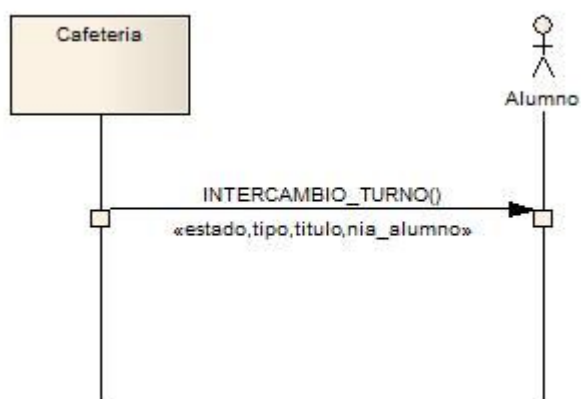 Cafeteria
Alumno
INTERCAMBIO_TURNO()
«estado,tipo,titulo,nia_alumno»